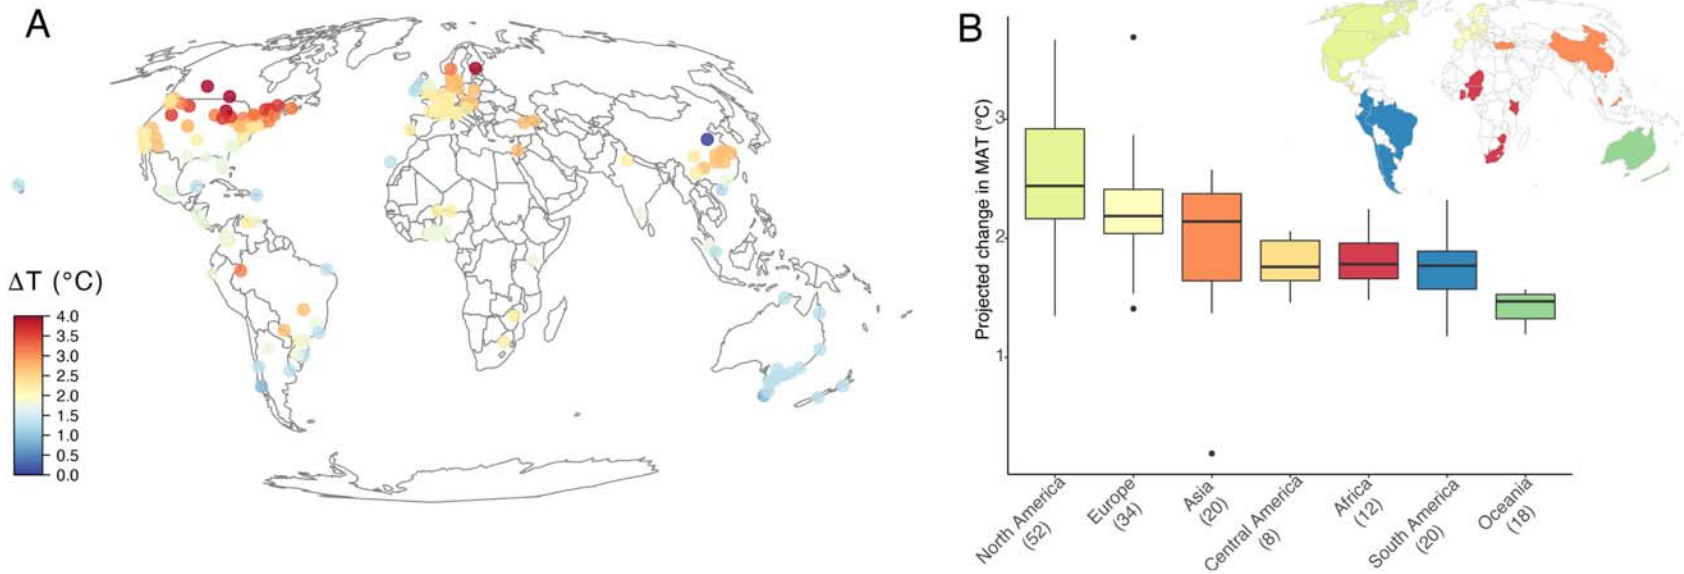 A
ΔT (°C)
4.0
3.5
3.0
2.5
2.0
1.5
1.0
0.5
0.0
B
Projected change in MAT (°C)
3
2
1
North America
(52)
Europe
(34)
Asia
(20)
Central America
(8)
Africa
(12)
South America
(20)
Oceania
(18)